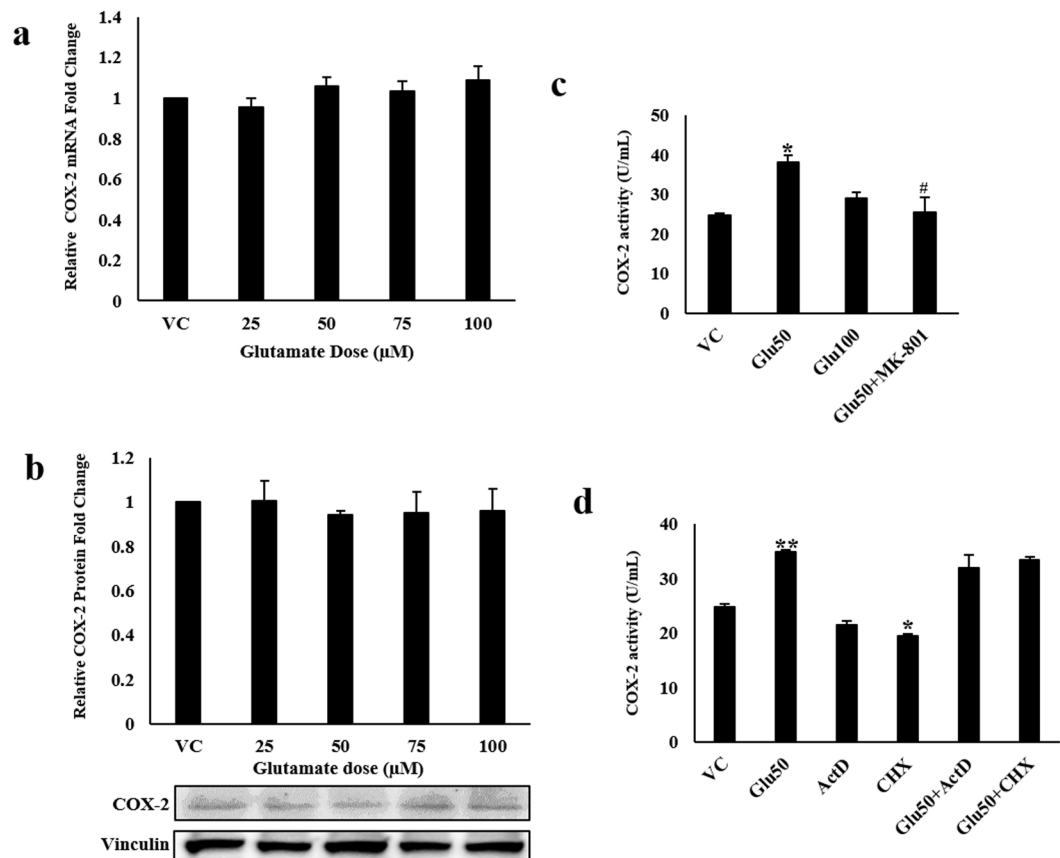 a
Relative COX-2 mRNA Fold Change
1.4
1.2
1
0.8
0.6
0.4
0.2
0
VC 25 50 75 100
Glutamate Dose (µM)
b
Relative COX-2 Protein Fold Change
1.2
1
0.8
0.6
0.4
0.2
0
VC 25 50 75 100
Glutamate dose (µM)
COX-2
Vinculin
c
COX-2 activity (U/mL)
50
40
30
20
10
0
*
#
VC Glu50 Glu100 Glu50+MK-801
d
COX-2 activity (U/mL)
40
30
20
10
0
**
*
VC Glu50 ActD CHX Glu50+ActD Glu50+CHX